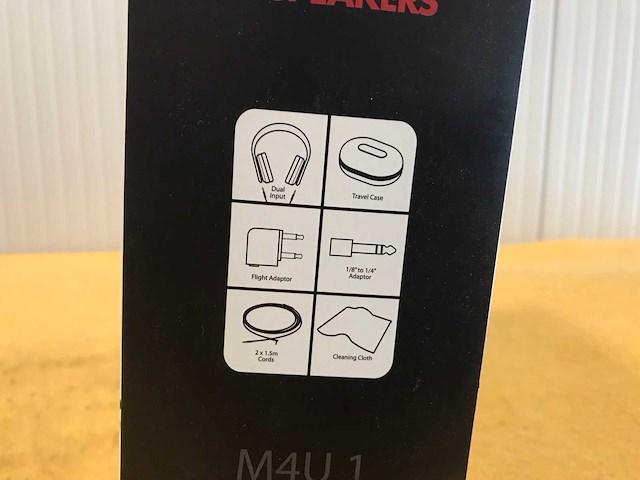 SPEAKERS
Dual
Input
Travel Case
Flight Adaptor
1/8" to 1/4"
Adaptor
2 x 1.5m
Cords
Cleaning Cloth
M4U 1